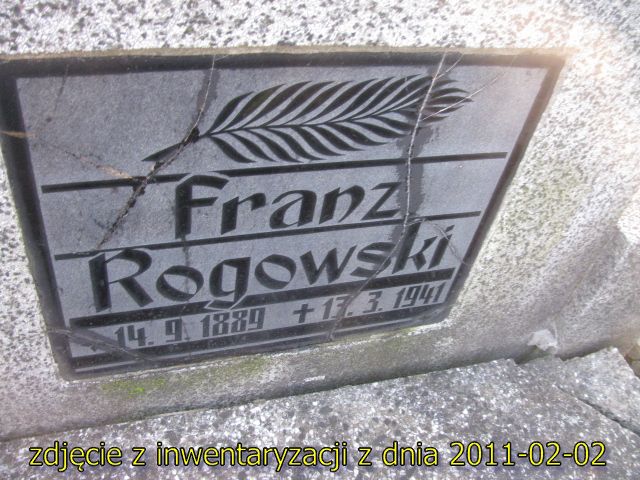 Franz
Rogowski
* 14. 9. 1889 + 17. 3. 1941
zdjęcie z inwentaryzacji z dnia 2011-02-02